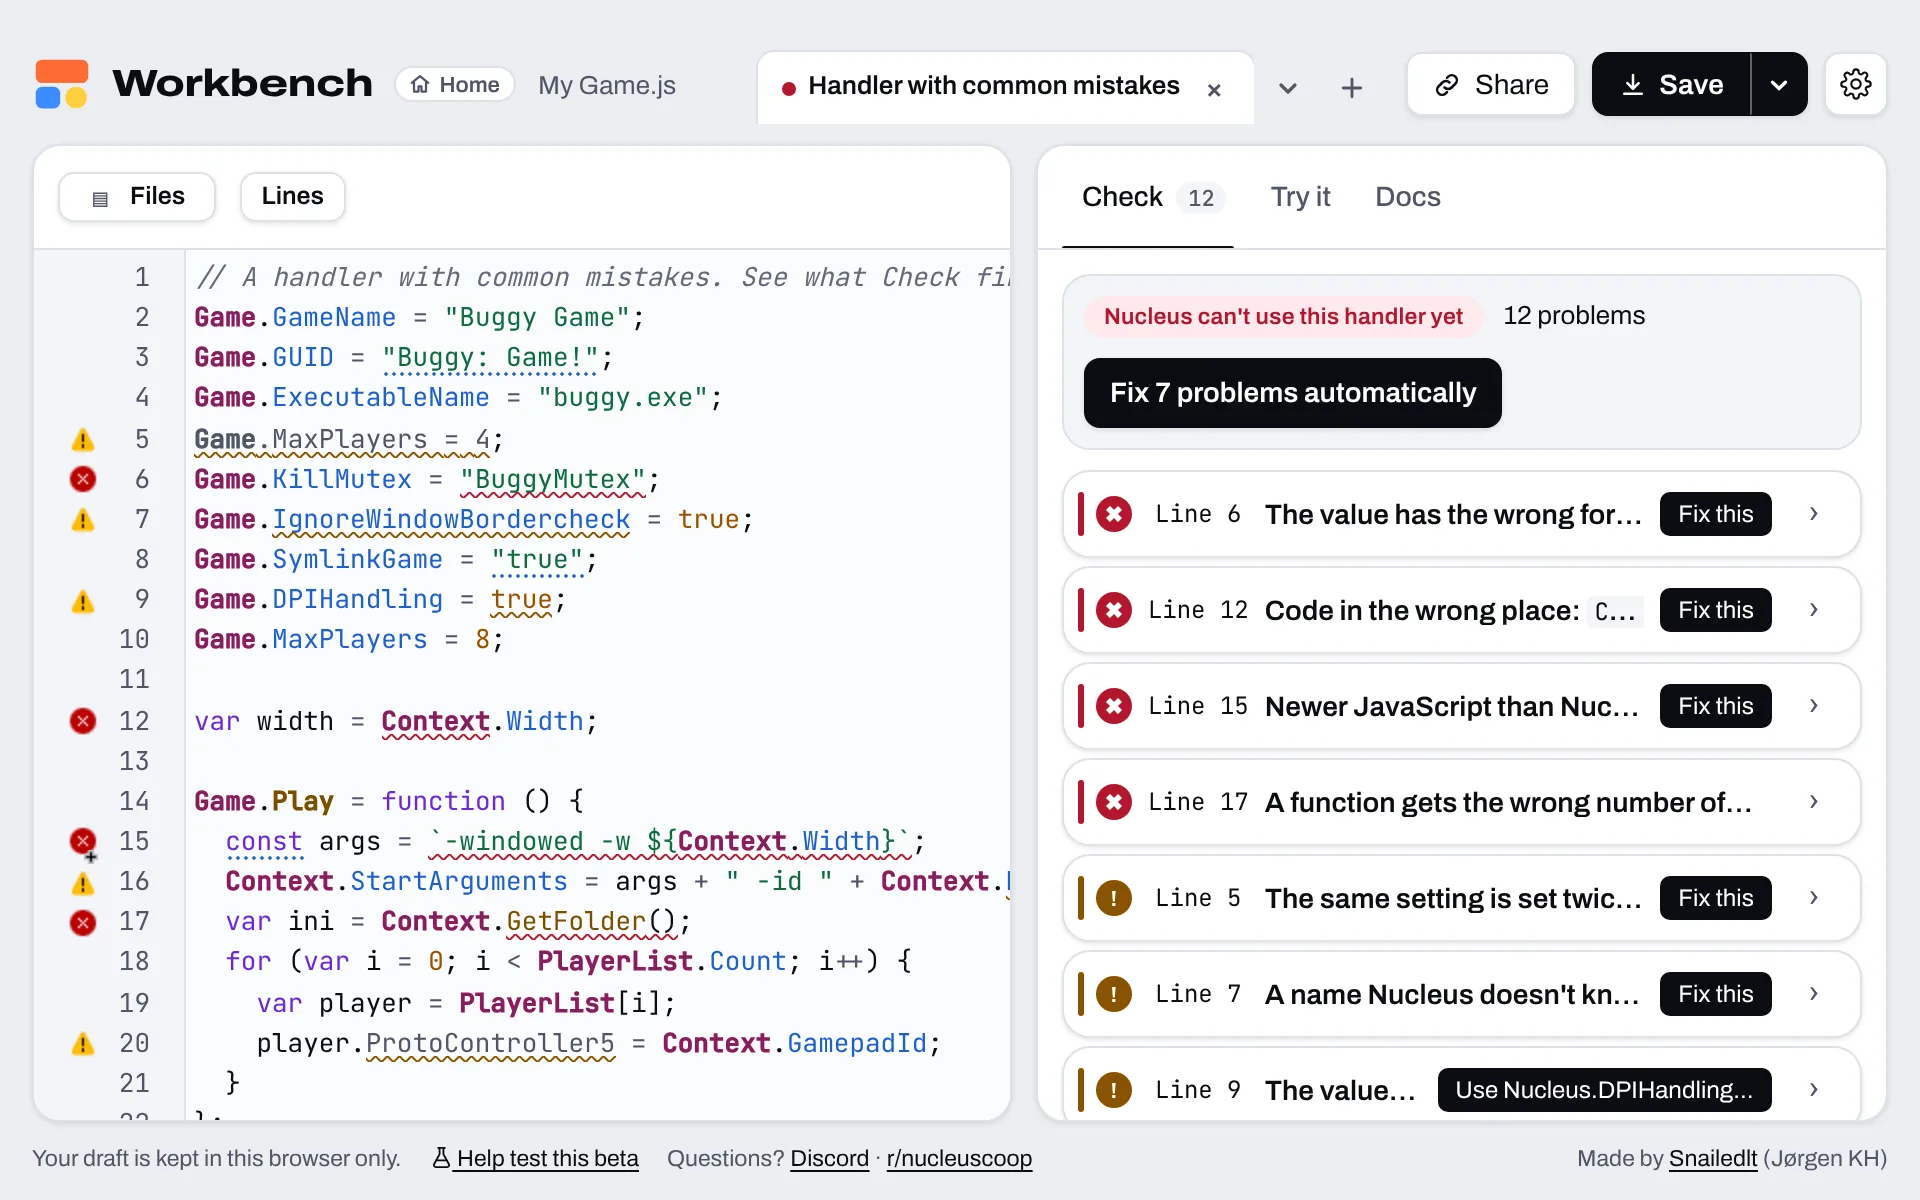 Workbench
Home
My Game.js
Handler with common mistakes
Share
Save
Files
Lines
1 // A handler with common mistakes. See what Check fi
2 Game.GameName = "Buggy Game";
3 Game.GUID = "Buggy: Game!";
4 Game.ExecutableName = "buggy.exe";
5 Game.MaxPlayers = 4;
6 Game.KillMutex = "BuggyMutex";
7 Game.IgnoreWindowBordercheck = true;
8 Game.SymlinkGame = "true";
9 Game.DPIHandling = true;
10 Game.MaxPlayers = 8;
11
12 var width = Context.Width;
13
14 Game.Play = function () {
15 const args = `-windowed -w ${Context.Width}`;
16 Context.StartArguments = args + " -id " + Context.
17 var ini = Context.GetFolder();
18 for (var i = 0; i < PlayerList.Count; i++) {
19 var player = PlayerList[i];
20 player.ProtoController5 = Context.GamepadId;
21 }
22 };
Check 12
Try it
Docs
Nucleus can't use this handler yet 12 problems
Fix 7 problems automatically
Line 6 The value has the wrong for... Fix this
Line 12 Code in the wrong place: C... Fix this
Line 15 Newer JavaScript than Nuc... Fix this
Line 17 A function gets the wrong number of...
Line 5 The same setting is set twic... Fix this
Line 7 A name Nucleus doesn't kn... Fix this
Line 9 The value... Use Nucleus.DPIHandling...
Your draft is kept in this browser only. Help test this beta Questions? Discord · r/nucleuscoop
Made by Snailedlt (Jørgen KH)